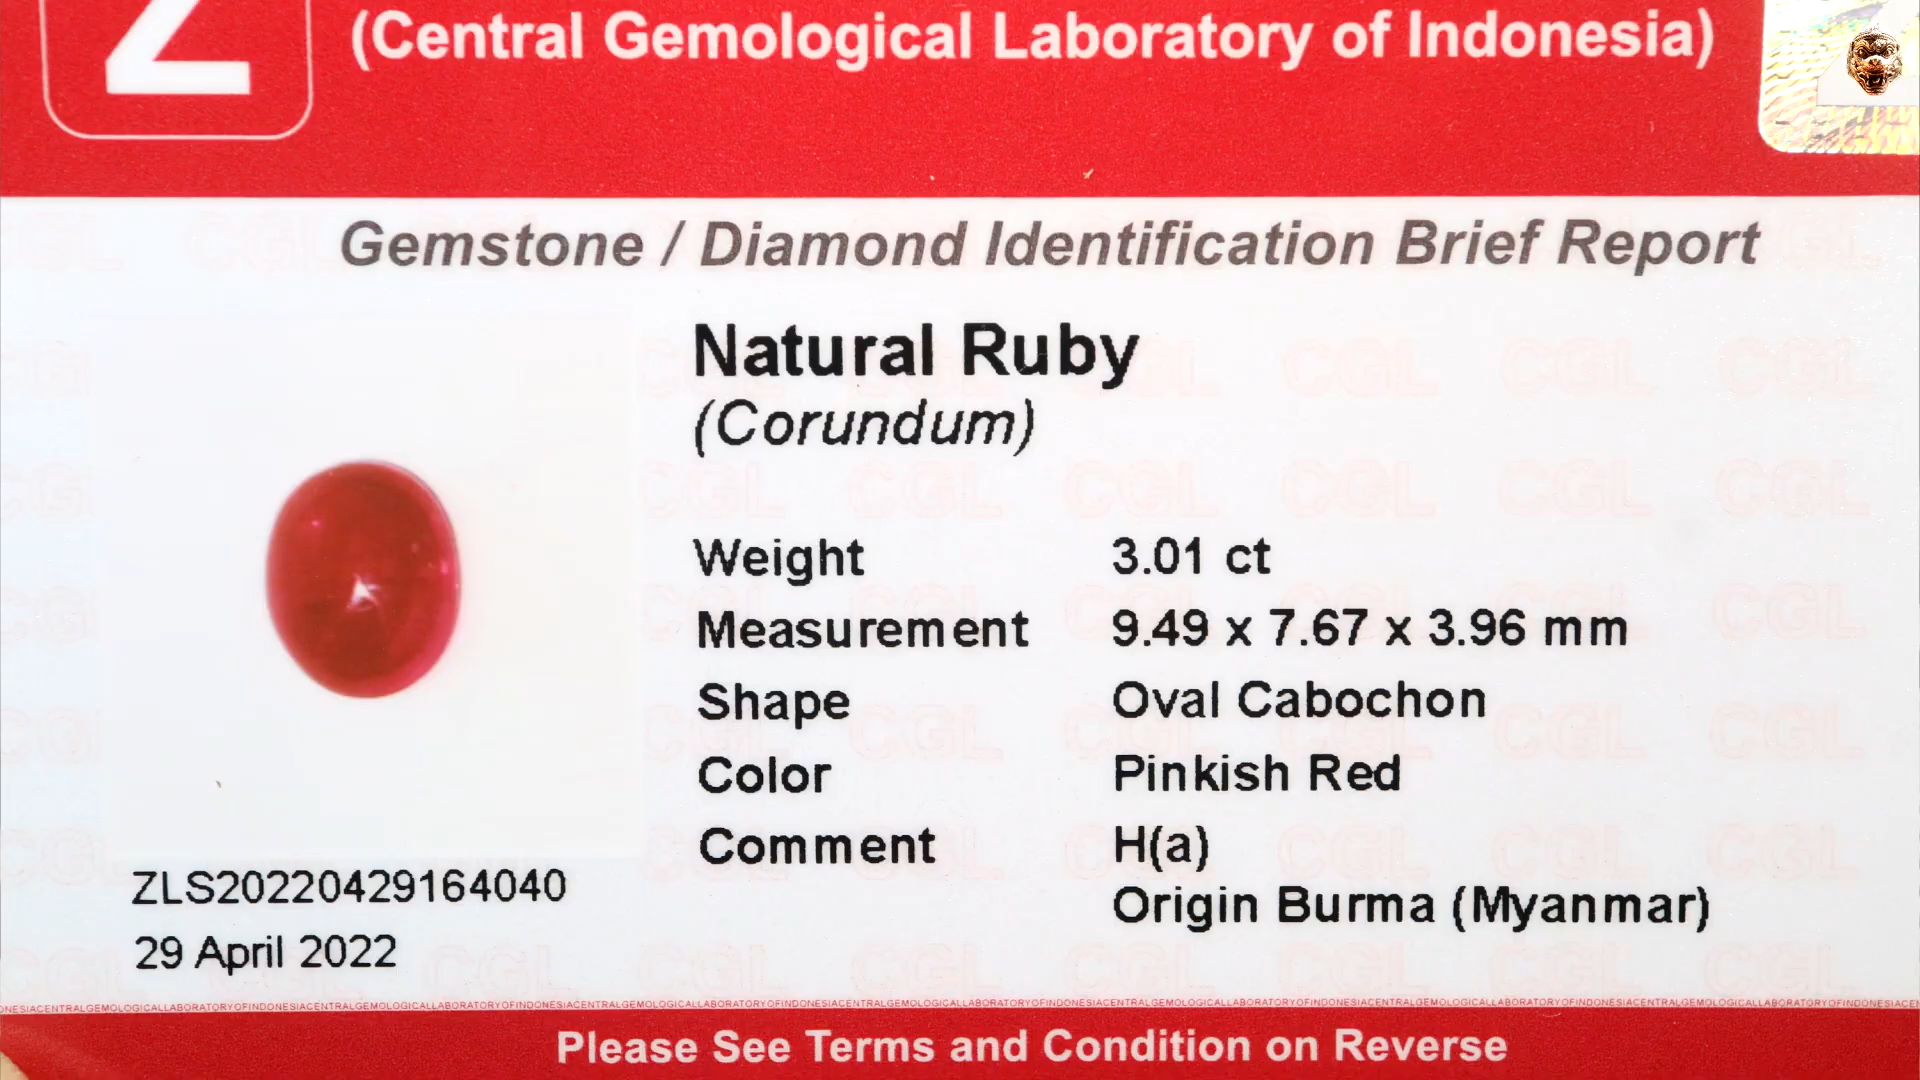 Z
(Central Gemological Laboratory of Indonesia)
Gemstone / Diamond Identification Brief Report
Natural Ruby
(Corundum)
Weight 3.01 ct
Measurement 9.49 x 7.67 x 3.96 mm
Shape Oval Cabochon
Color Pinkish Red
Comment H(a)
Origin Burma (Myanmar)
ZLS20220429164040
29 April 2022
NESIACENTRALGEMOLOGICALLABORATORYOFINDONESIACENTRALGEMOLOGICALLABORATORYOFINDONESIACENTRALGEMOLOGICALLABORATORYOFINDONESIACENTRALGEMOLOGICALLABORATORYOFINDONESIACENTRALGEMOLOGICALLABORATORYOFINDONESIACENTRALGEMOLOGICALLABORATORYOFINDONESIACENTRALGEMOLOGICALLABORATORYOFINDONESIACEN
Please See Terms and Condition on Reverse